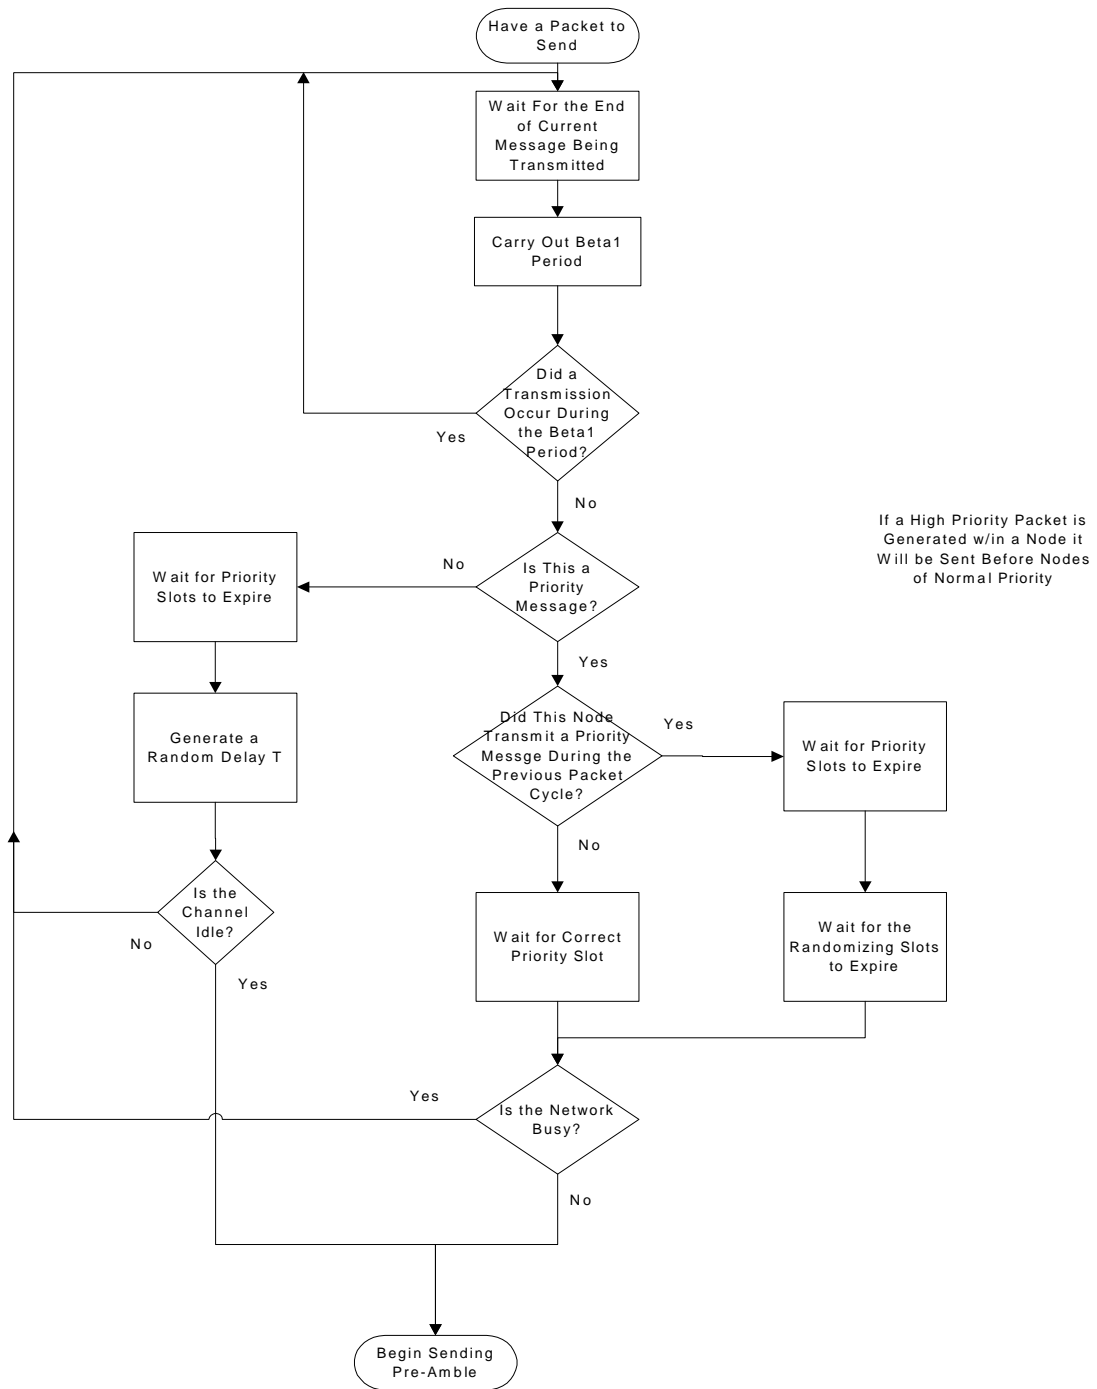 Have a Packet to
Send
Wait For the End
of Current
Message Being
Transmitted
Carry Out Beta1
Period
Did a
Transmission
Occur During
the Beta1
Period?
Yes
No
If a High Priority Packet is
Generated w/in a Node it
Will be Sent Before Nodes
of Normal Priority
Is This a
Priority
Message?
No
Yes
Wait for Priority
Slots to Expire
Generate a
Random Delay T
Is the
Channel
Idle?
No
Yes
Did This Node
Transmit a Priority
Messge During the
Previous Packet
Cycle?
Yes
No
Wait for Priority
Slots to Expire
Wait for Correct
Priority Slot
Wait for the
Randomizing Slots
to Expire
Is the Network
Busy?
Yes
No
Begin Sending
Pre-Amble